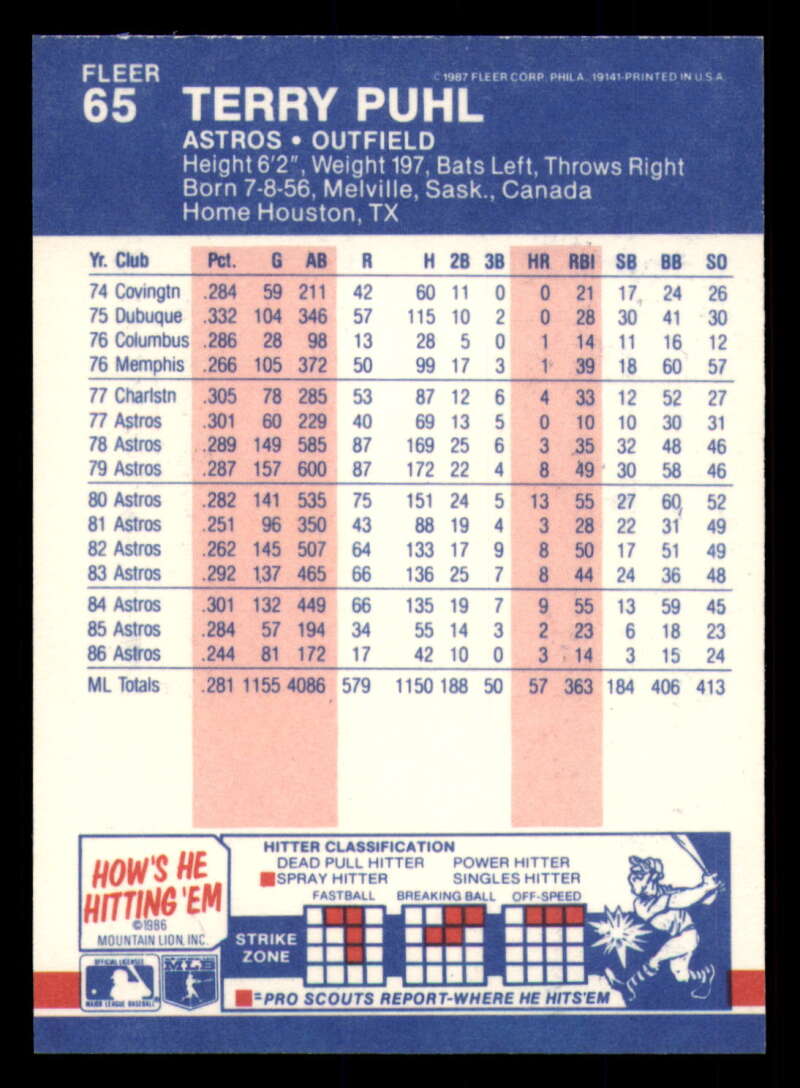 FLEER
65 TERRY PUHL
© 1987 FLEER CORP. PHILA. 19141-PRINTED IN U.S.A.
ASTROS • OUTFIELD
Height 6'2", Weight 197, Bats Left, Throws Right
Born 7-8-56, Melville, Sask., Canada
Home Houston, TX
Yr. Club Pct. G AB R H 2B 3B HR RBI SB BB SO
74 Covingtn .284 59 211 42 60 11 0 0 21 17 24 26
75 Dubuque .332 104 346 57 115 10 2 0 28 30 41 30
76 Columbus .286 28 98 13 28 5 0 1 14 11 16 12
76 Memphis .266 105 372 50 99 17 3 1 39 18 60 57
77 Charlstn .305 78 285 53 87 12 6 4 33 12 52 27
77 Astros .301 60 229 40 69 13 5 0 10 10 30 31
78 Astros .289 149 585 87 169 25 6 3 35 32 48 46
79 Astros .287 157 600 87 172 22 4 8 49 30 58 46
80 Astros .282 141 535 75 151 24 5 13 55 27 60 52
81 Astros .251 96 350 43 88 19 4 3 28 22 31 49
82 Astros .262 145 507 64 133 17 9 8 50 17 51 49
83 Astros .292 137 465 66 136 25 7 8 44 24 36 48
84 Astros .301 132 449 66 135 19 7 9 55 13 59 45
85 Astros .284 57 194 34 55 14 3 2 23 6 18 23
86 Astros .244 81 172 17 42 10 0 3 14 3 15 24
ML Totals .281 1155 4086 579 1150 188 50 57 363 184 406 413
HOW'S HE
HITTING 'EM
©1986
MOUNTAIN LION, INC.
OFFICIAL LICENSEE
MAJOR LEAGUE BASEBALL
MLB
HITTER CLASSIFICATION
DEAD PULL HITTER POWER HITTER
SPRAY HITTER SINGLES HITTER
FASTBALL BREAKING BALL OFF-SPEED
STRIKE
ZONE
=PRO SCOUTS REPORT-WHERE HE HITS'EM